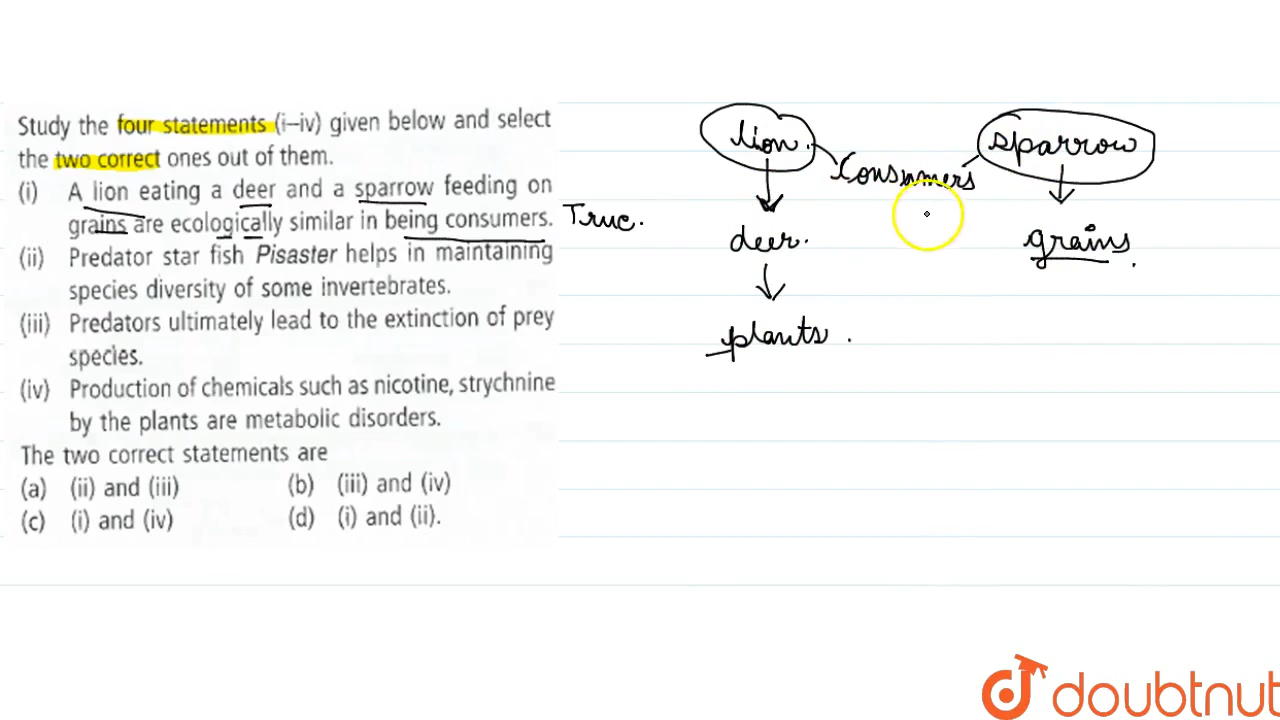 Study the four statements (i–iv) given below and select
the two correct ones out of them.
(i) A lion eating a deer and a sparrow feeding on
grains are ecologically similar in being consumers.
True.
(ii) Predator star fish Pisaster helps in maintaining
species diversity of some invertebrates.
(iii) Predators ultimately lead to the extinction of prey
species.
(iv) Production of chemicals such as nicotine, strychnine
by the plants are metabolic disorders.
The two correct statements are
(a) (ii) and (iii) (b) (iii) and (iv)
(c) (i) and (iv) (d) (i) and (ii).
lion.
Consumers
sparrow
deer.
grains.
plants.
doubtnut